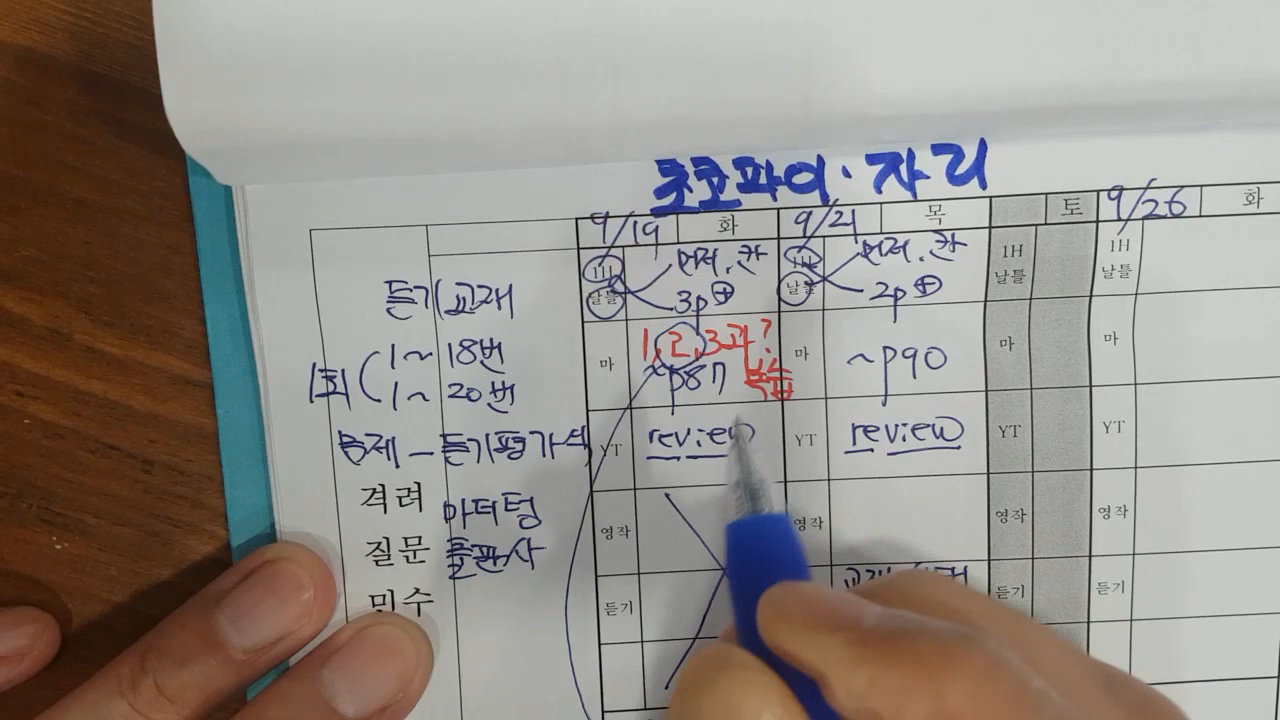 초코파이·자리
9/19 화 9/21 목 토 9/26 화
1H 먼저, 칸 1H 먼저, 칸 1H 1H
듣기 교재 날틀 3p⊕ 날틀 2p⊕ 날틀 날틀
1, 2, 3과?
1회 ( 1~ 18번 마 ~p87 복습 마 ~p90 마 마
1~ 20번
문제 - 듣기평가식 YT review YT review YT YT
격려 마더텅
질문 출판사 영작 영작 영작 영작
민수 듣기 교재 듣기 듣기